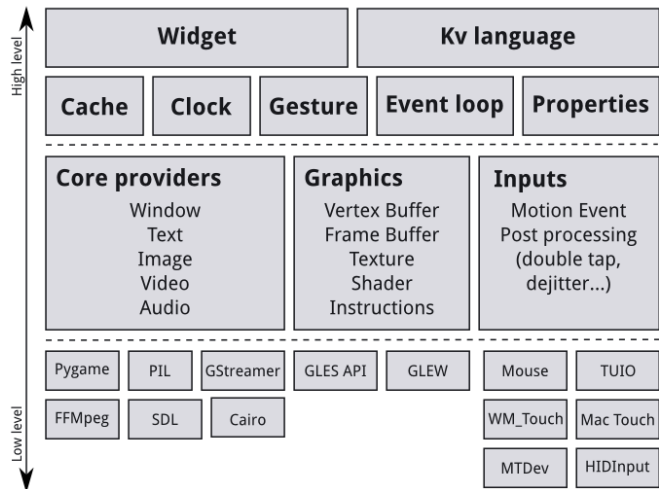 High level
Widget
Kv language
Cache
Clock
Gesture
Event loop
Properties
Core providers
Window
Text
Image
Video
Audio
Graphics
Vertex Buffer
Frame Buffer
Texture
Shader
Instructions
Inputs
Motion Event
Post processing
(double tap,
dejitter...)
Pygame
PIL
GStreamer
GLES API
GLEW
Mouse
TUIO
FFMpeg
SDL
Cairo
WM_Touch
Mac Touch
MTDev
HIDInput
Low level